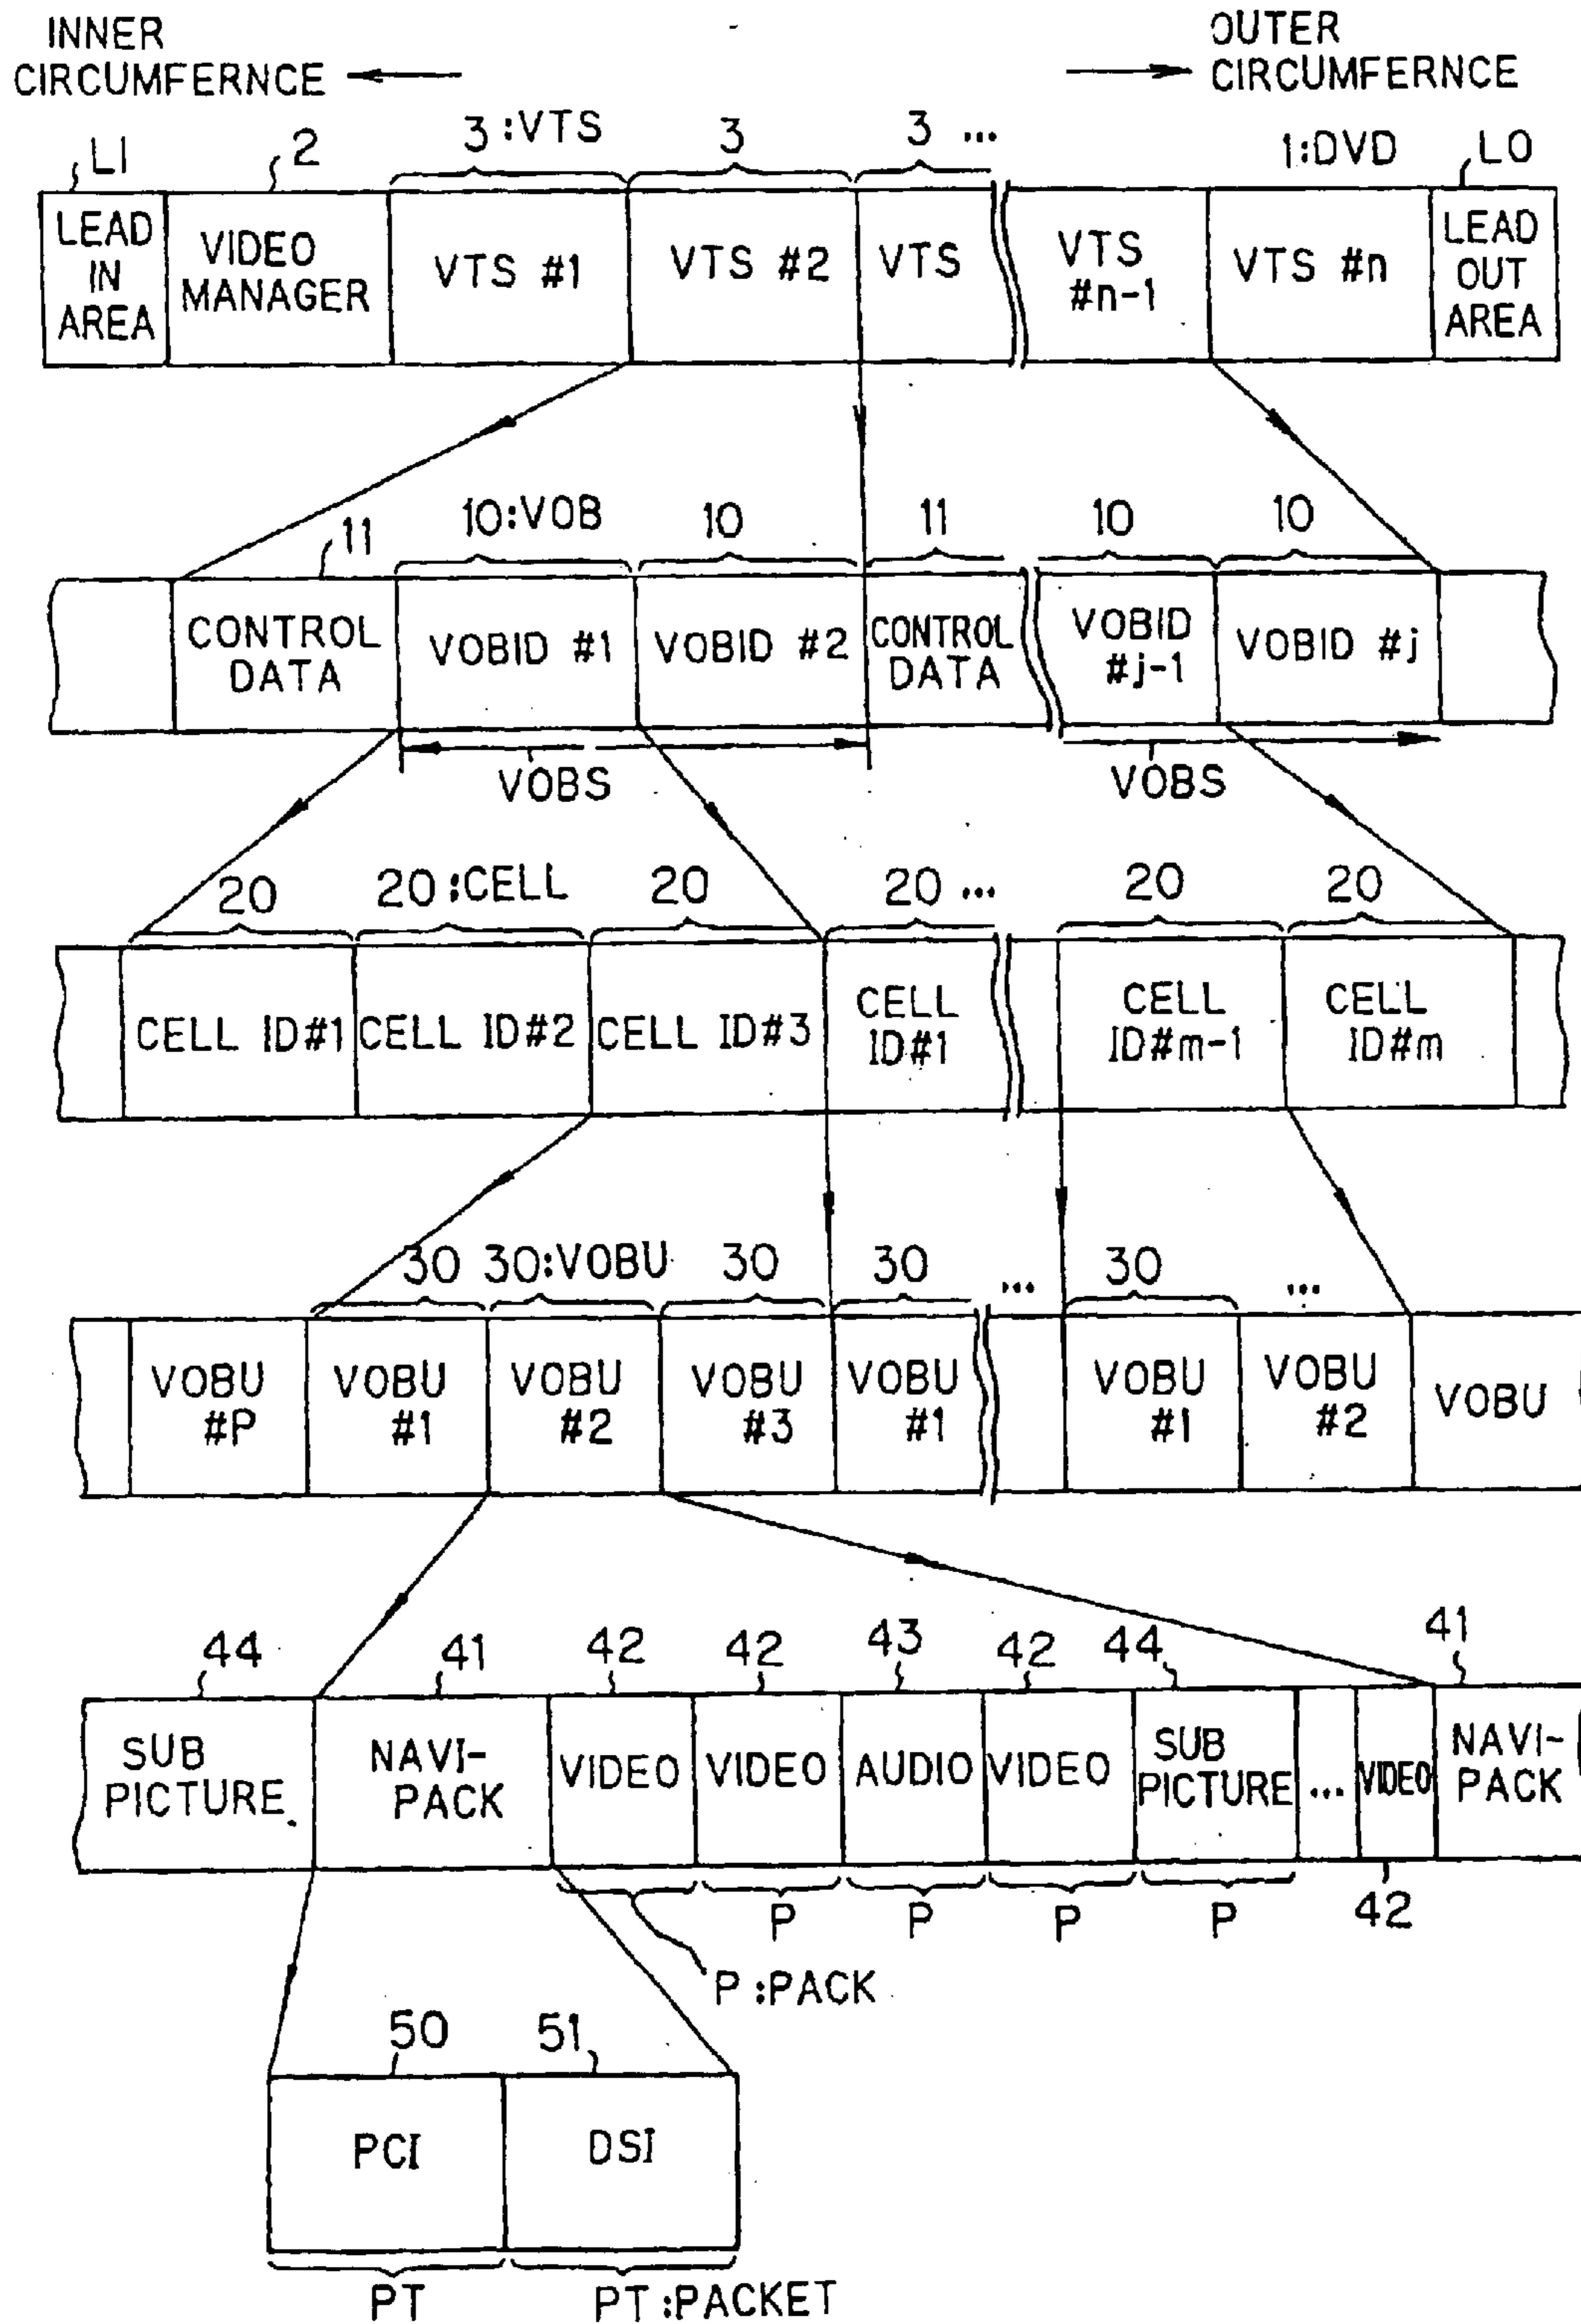 INNER CIRCUMFERNCE
OUTER CIRCUMFERNCE
LI 2 3:VTS 3 3 ... 1:DVD LO
LEAD IN AREA
VIDEO MANAGER
VTS #1
VTS #2
VTS
VTS #n-1
VTS #n
LEAD OUT AREA
11 10:VOB 10 11 10 10
CONTROL DATA
VOBID #1
VOBID #2
CONTROL DATA
VOBID #j-1
VOBID #j
VOBS VOBS
20 20:CELL 20 20 ... 20 20
CELL ID#1
CELL ID#2
CELL ID#3
CELL ID#1
CELL ID#m-1
CELL ID#m
30 30:VOBU 30 30 ... 30 ...
VOBU #P
VOBU #1
VOBU #2
VOBU #3
VOBU #1
VOBU #1
VOBU #2
VOBU
44 41 42 42 43 42 44 41
SUB PICTURE
NAVI-PACK
VIDEO
VIDEO
AUDIO
VIDEO
SUB PICTURE
...
VIDEO
NAVI-PACK
P P P P 42
P:PACK
50 51
PCI DSI
PT PT:PACKET